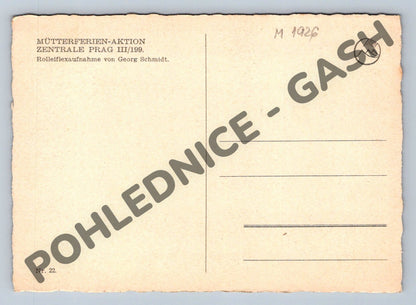 MÜTTERFERIEN-AKTION
ZENTRALE PRAG III/199.
Rolleiflexaufnahme von Georg Schmidt.
M 1926
POHLEDNICE - GASH
Nr. 22.